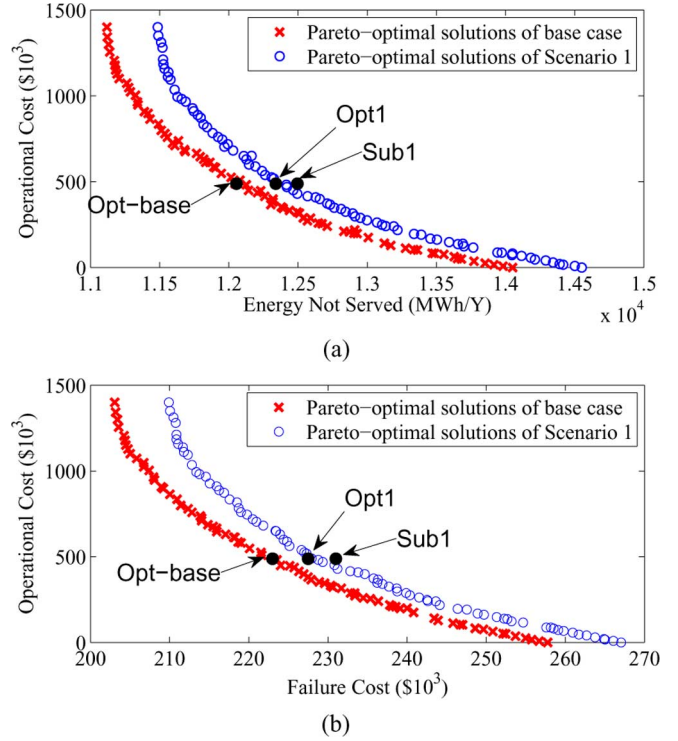 1500
Pareto-optimal solutions of base case
Pareto-optimal solutions of Scenario 1
1000
Opt1
Sub1
500
Opt-base
0
Operational Cost ($10³)
1.1 1.15 1.2 1.25 1.3 1.35 1.4 1.45 1.5
Energy Not Served (MWh/Y)
x 10⁴
(a)
1500
Pareto-optimal solutions of base case
Pareto-optimal solutions of Scenario 1
1000
Opt1
Sub1
500
Opt-base
0
Operational Cost ($10³)
200 210 220 230 240 250 260 270
Failure Cost ($10³)
(b)